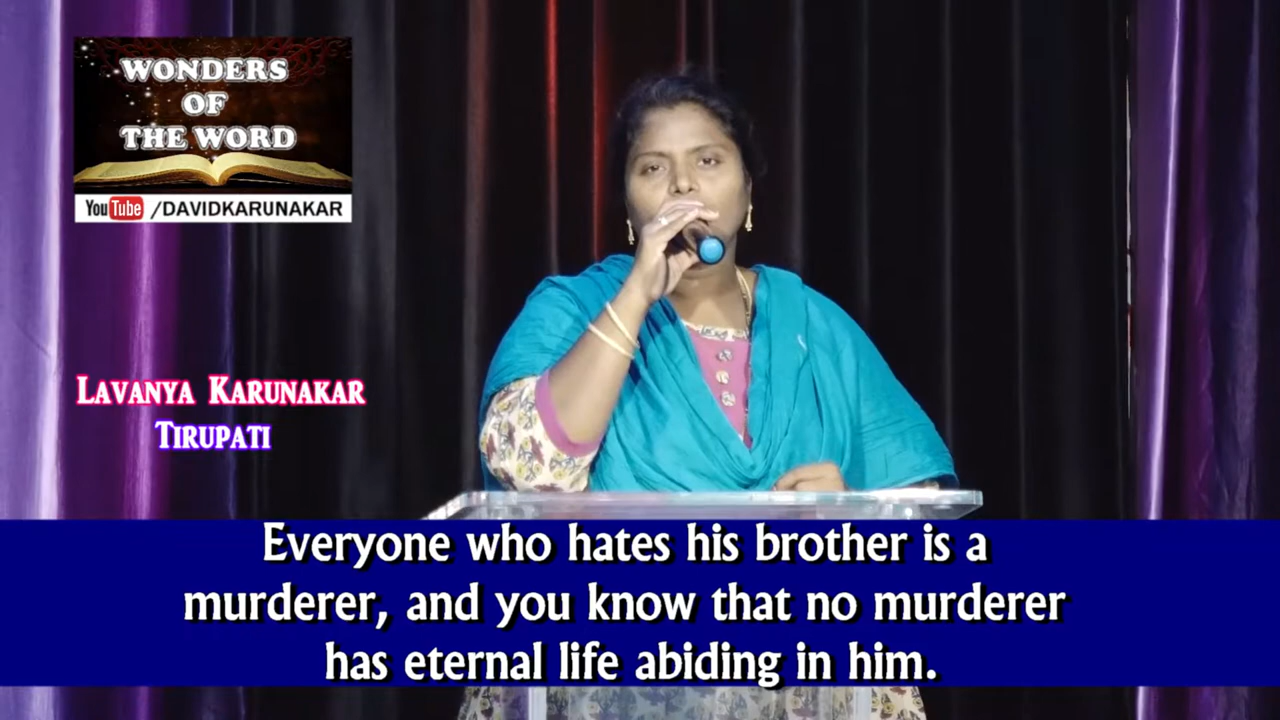 WONDERS
OF
THE WORD
YouTube /DAVIDKARUNAKAR
LAVANYA KARUNAKAR
TIRUPATI
Everyone who hates his brother is a
murderer, and you know that no murderer
has eternal life abiding in him.